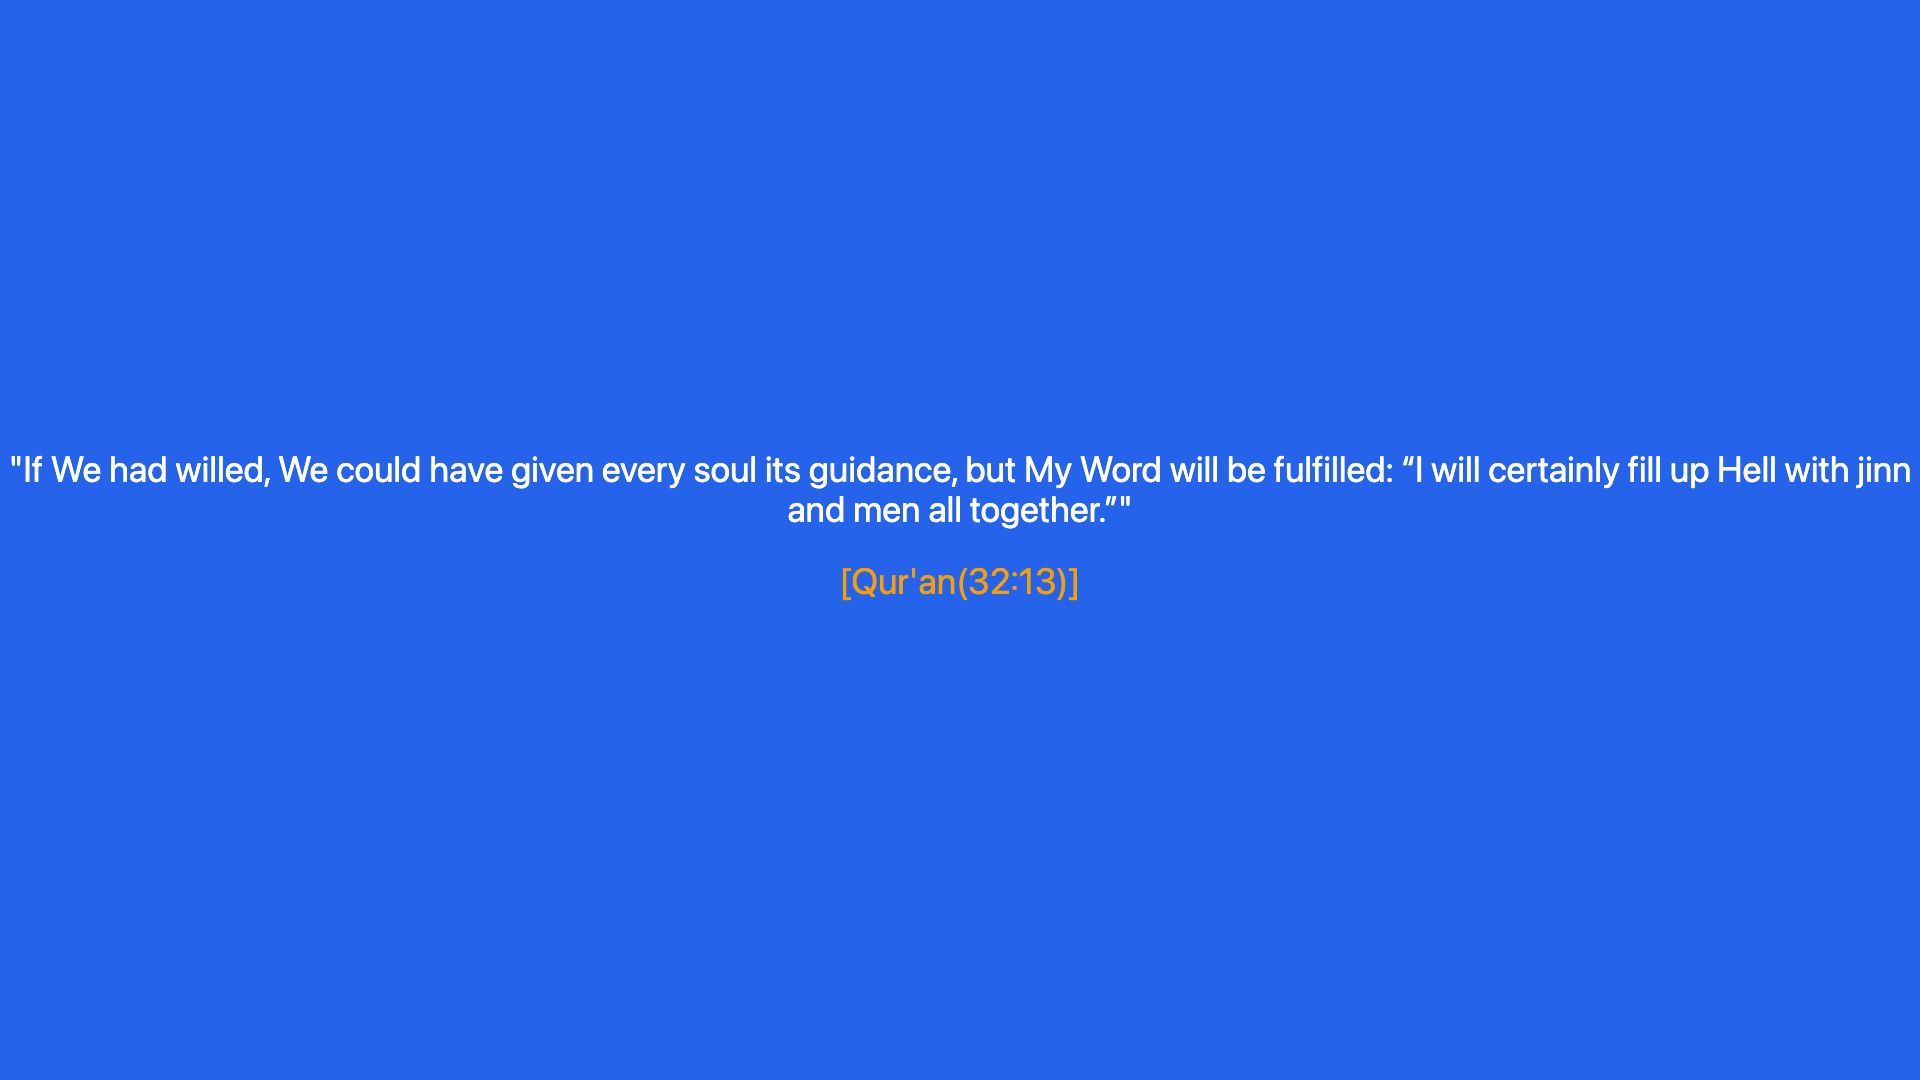 "If We had willed, We could have given every soul its guidance, but My Word will be fulfilled: “I will certainly fill up Hell with jinn
and men all together.”"
[Qur'an(32:13)]